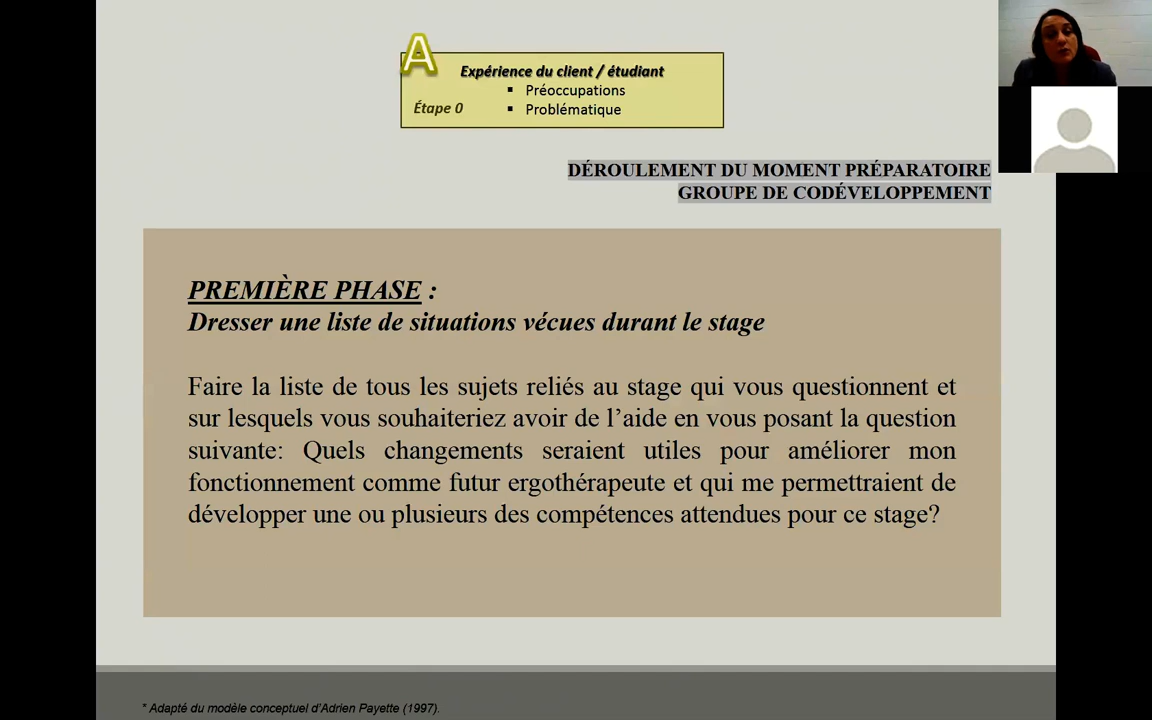 A
Expérience du client / étudiant
▪ Préoccupations
Étape 0
▪ Problématique
DÉROULEMENT DU MOMENT PRÉPARATOIRE
GROUPE DE CODÉVELOPPEMENT
PREMIÈRE PHASE :
Dresser une liste de situations vécues durant le stage
Faire la liste de tous les sujets reliés au stage qui vous questionnent et
sur lesquels vous souhaiteriez avoir de l’aide en vous posant la question
suivante: Quels changements seraient utiles pour améliorer mon
fonctionnement comme futur ergothérapeute et qui me permettraient de
développer une ou plusieurs des compétences attendues pour ce stage?
* Adapté du modèle conceptuel d’Adrien Payette (1997).